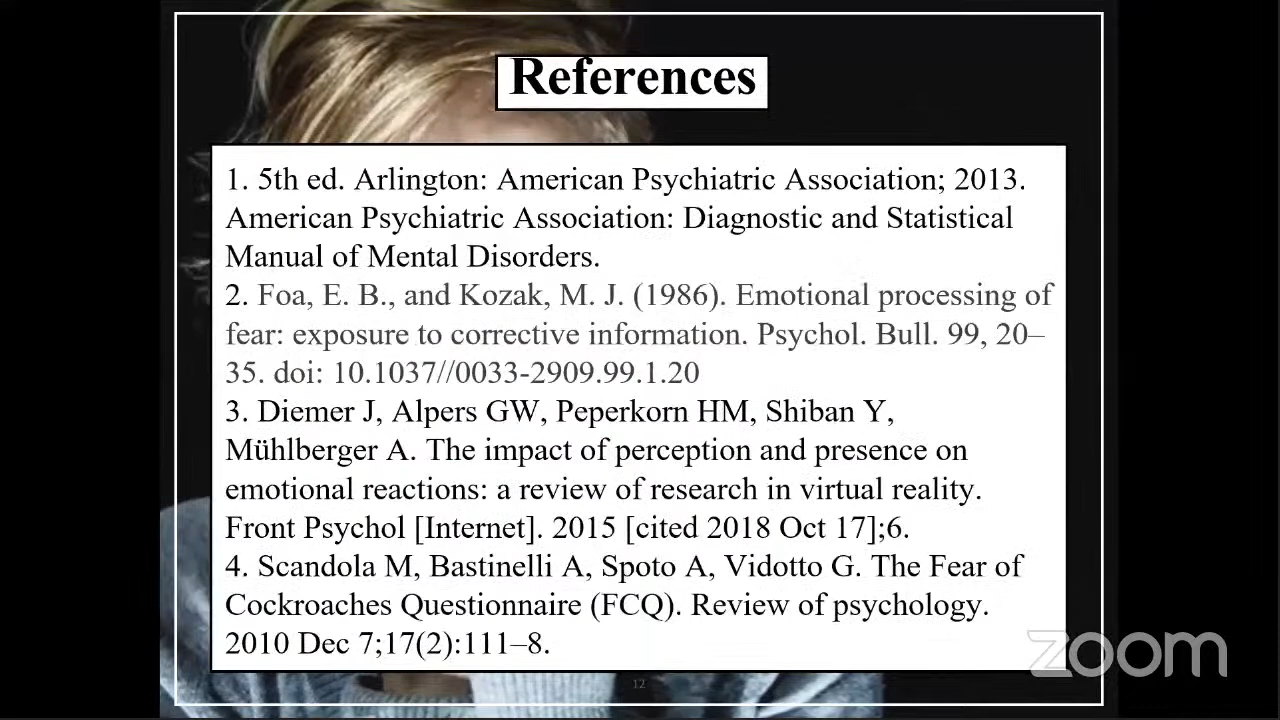 References
1. 5th ed. Arlington: American Psychiatric Association; 2013.
American Psychiatric Association: Diagnostic and Statistical
Manual of Mental Disorders.
2. Foa, E. B., and Kozak, M. J. (1986). Emotional processing of
fear: exposure to corrective information. Psychol. Bull. 99, 20–
35. doi: 10.1037//0033-2909.99.1.20
3. Diemer J, Alpers GW, Peperkorn HM, Shiban Y,
Mühlberger A. The impact of perception and presence on
emotional reactions: a review of research in virtual reality.
Front Psychol [Internet]. 2015 [cited 2018 Oct 17];6.
4. Scandola M, Bastinelli A, Spoto A, Vidotto G. The Fear of
Cockroaches Questionnaire (FCQ). Review of psychology.
2010 Dec 7;17(2):111–8.
zoom
12